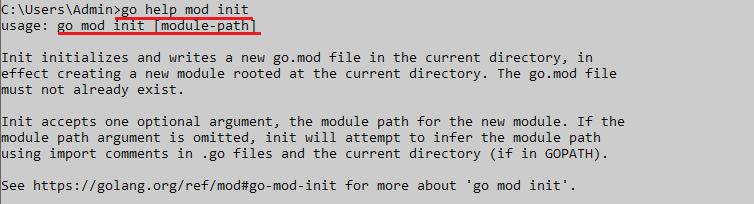 C:\Users\Admin>go help mod init
usage: go mod init [module-path]
Init initializes and writes a new go.mod file in the current directory, in
effect creating a new module rooted at the current directory. The go.mod file
must not already exist.
Init accepts one optional argument, the module path for the new module. If the
module path argument is omitted, init will attempt to infer the module path
using import comments in .go files and the current directory (if in GOPATH).
See https://golang.org/ref/mod#go-mod-init for more about 'go mod init'.